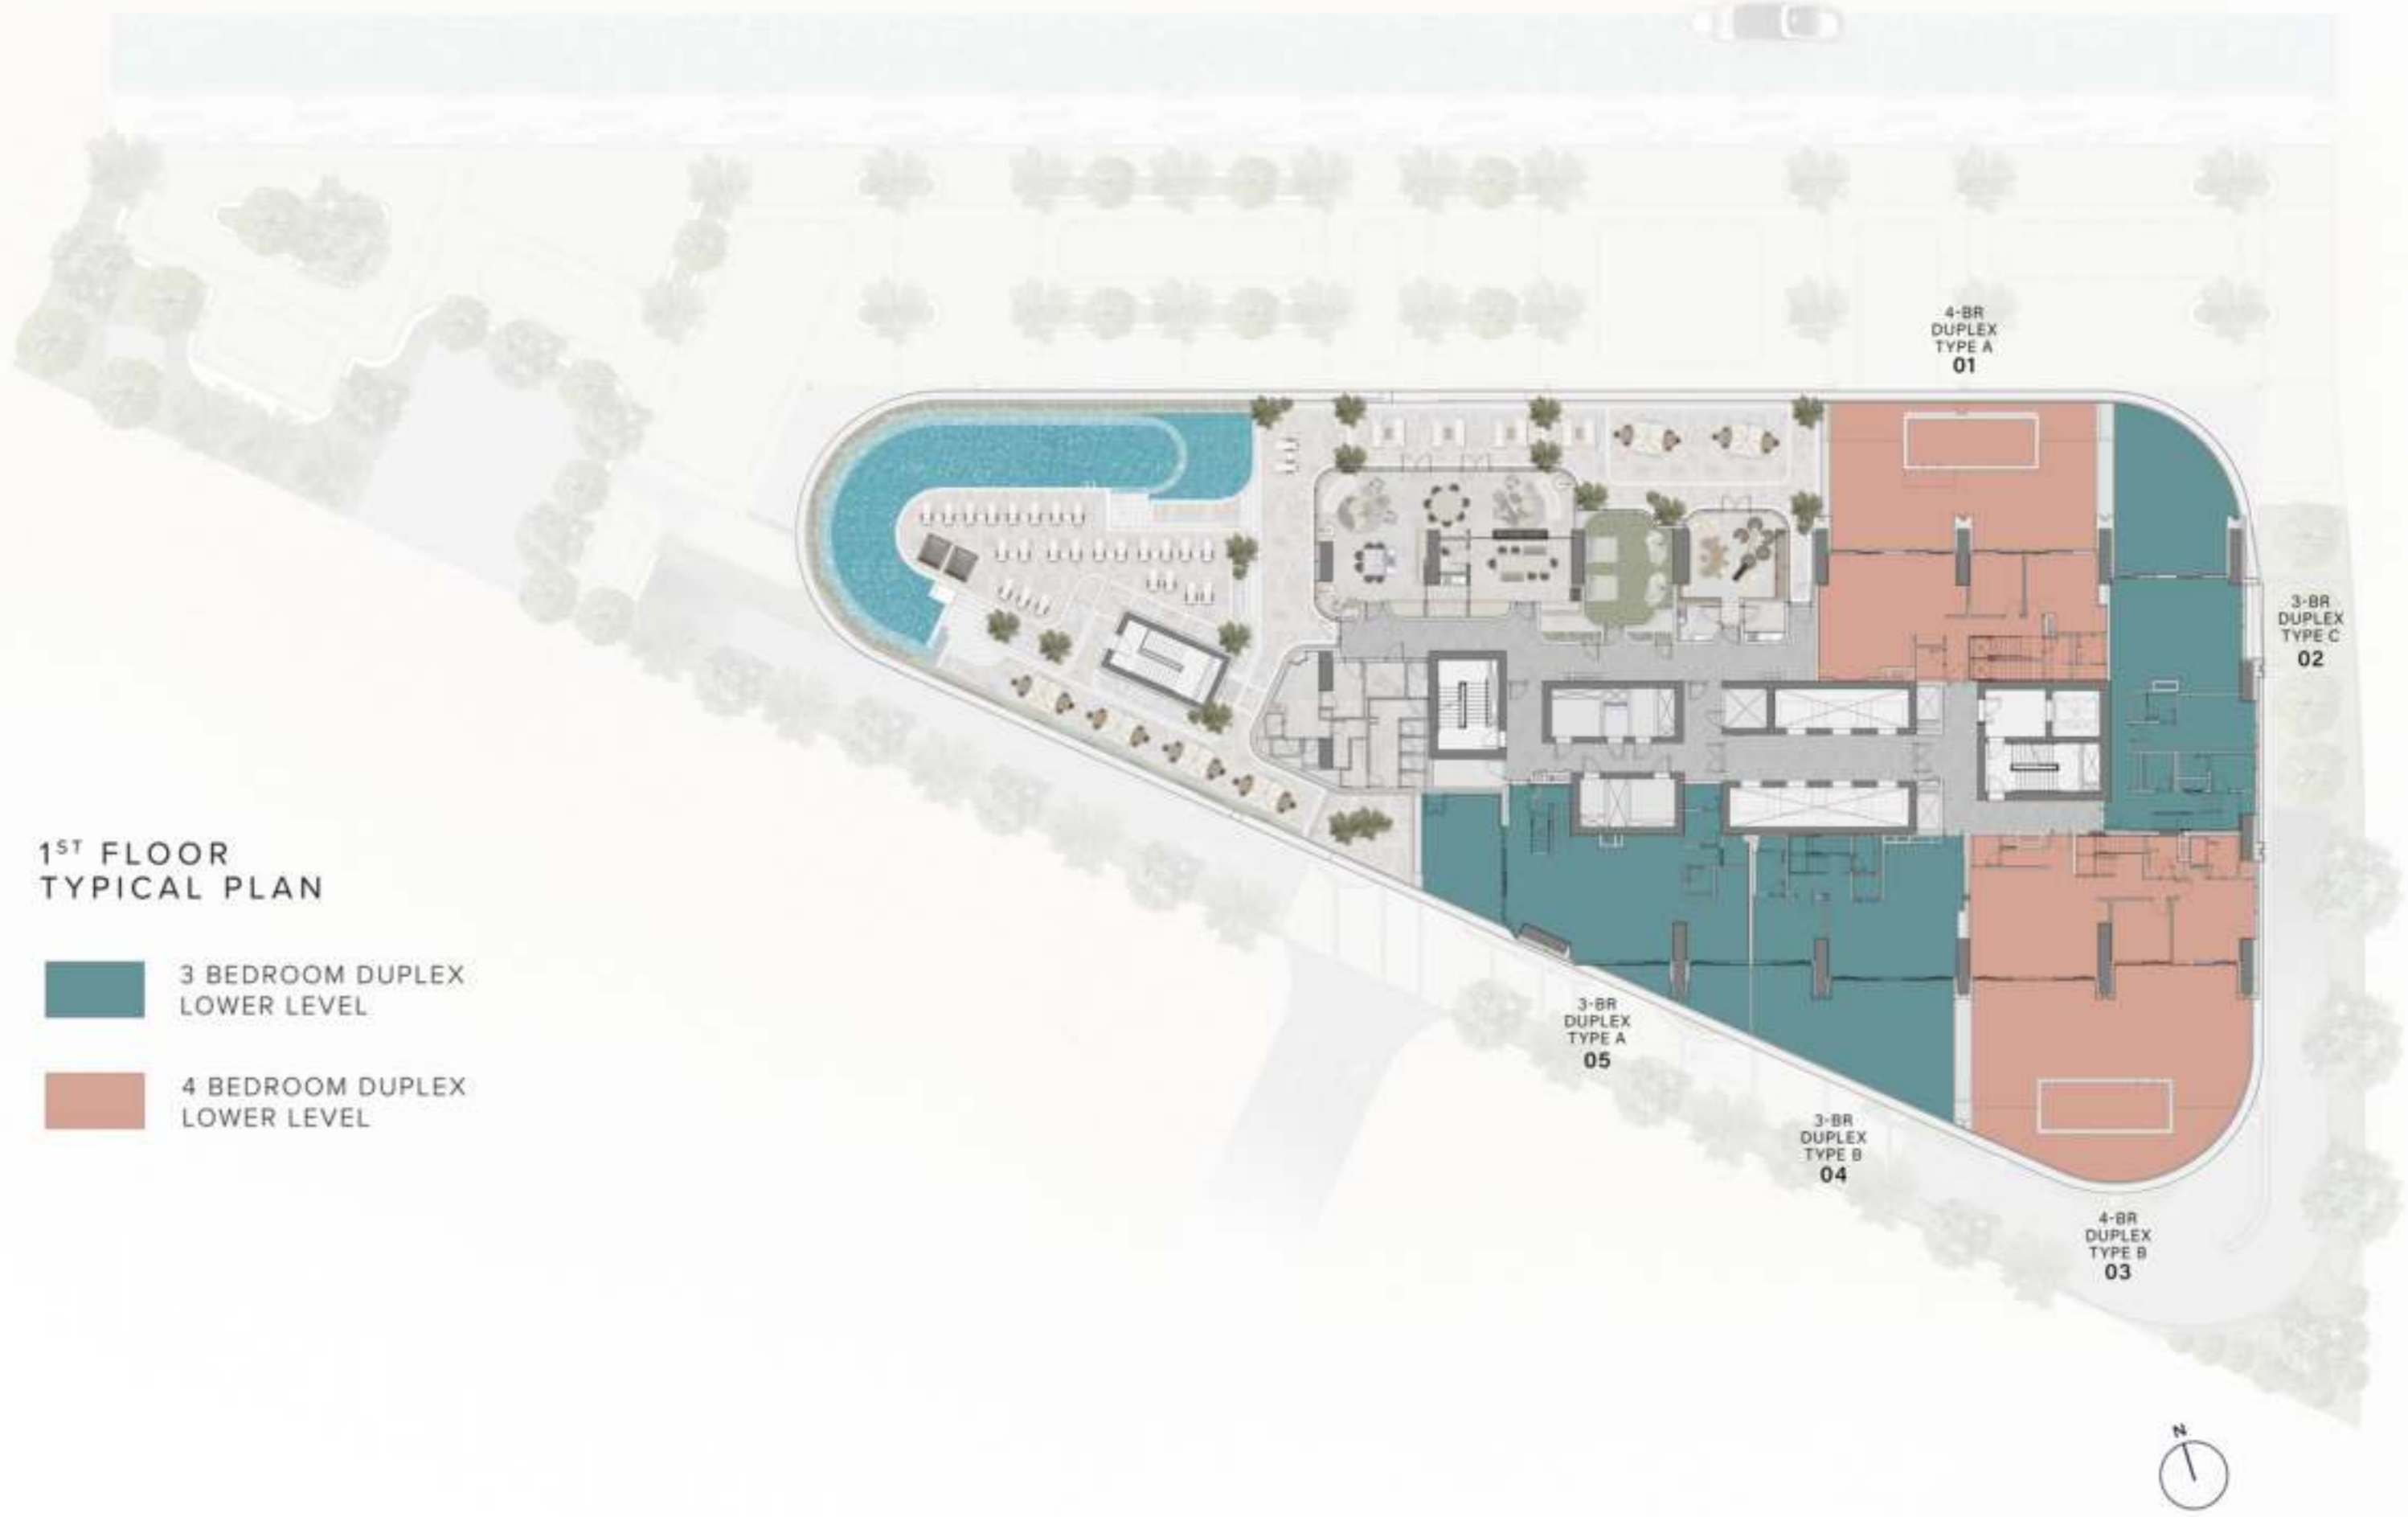 4-BR
DUPLEX
TYPE A
01
3-BR
DUPLEX
TYPE C
02
1ST FLOOR
TYPICAL PLAN
3 BEDROOM DUPLEX
LOWER LEVEL
4 BEDROOM DUPLEX
LOWER LEVEL
3-BR
DUPLEX
TYPE A
05
3-BR
DUPLEX
TYPE B
04
4-BR
DUPLEX
TYPE B
03
N